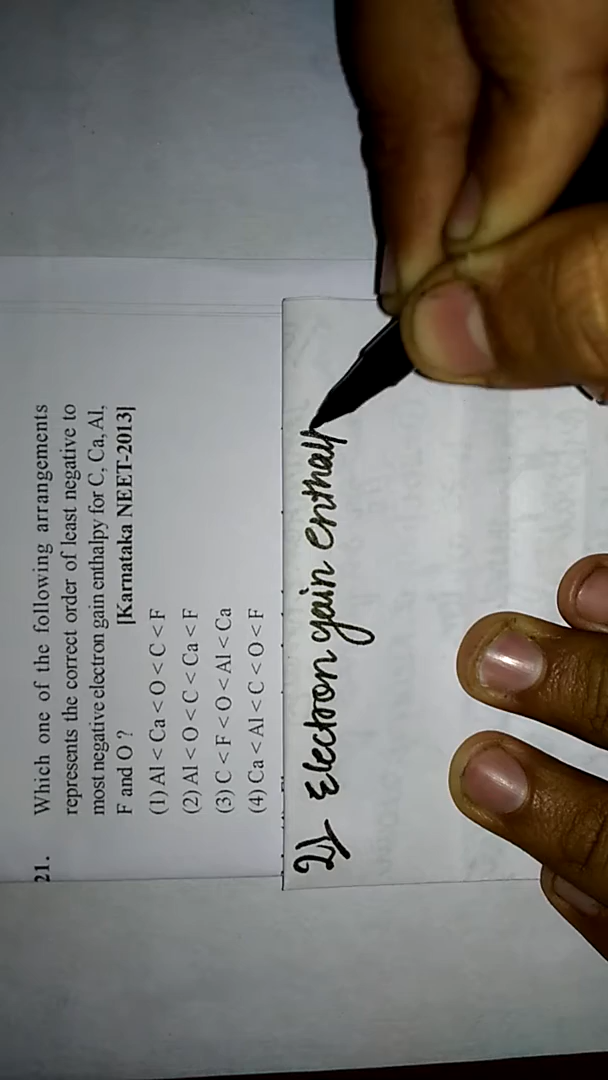 21. Which one of the following arrangements
represents the correct order of least negative to
most negative electron gain enthalpy for C, Ca, Al,
F and O ? [Karnataka NEET-2013]
(1) Al < Ca < O < C < F
(2) Al < O < C < Ca < F
(3) C < F < O < Al < Ca
(4) Ca < Al < C < O < F
21 Electron gain enthalp